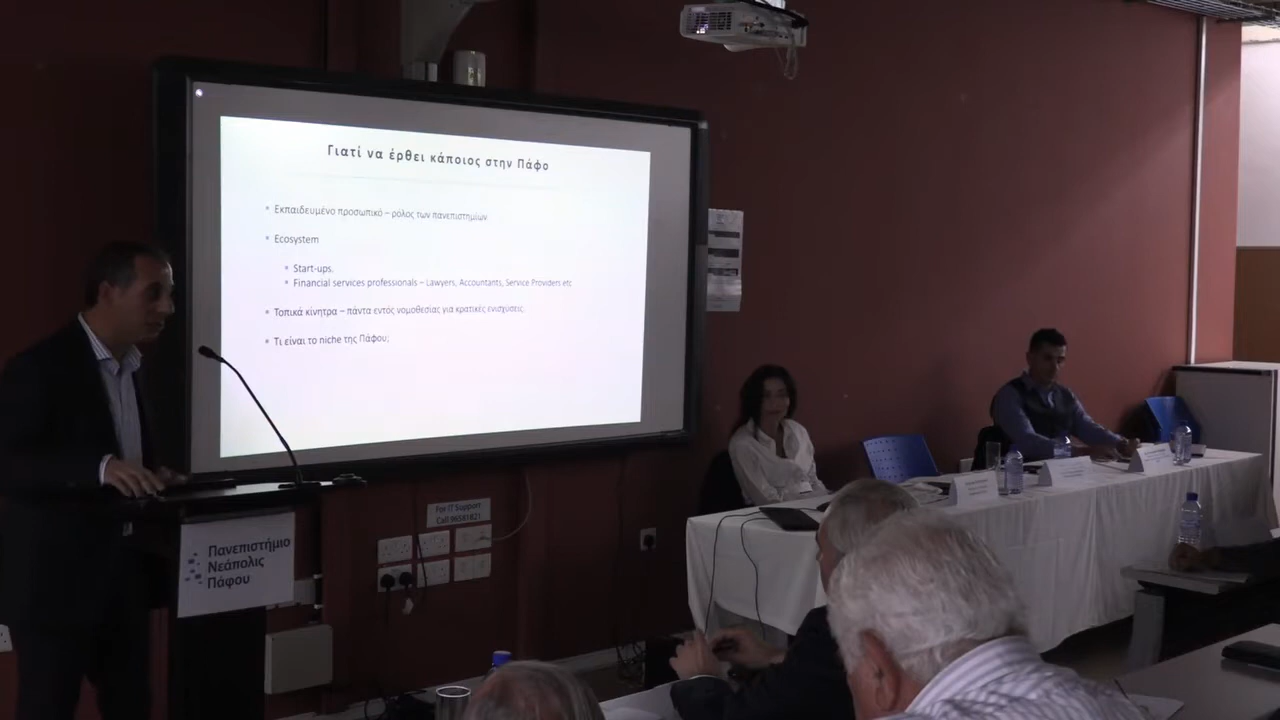 Γιατί να έρθει κάποιος στην Πάφο
Εκπαιδευμένο προσωπικό – ρόλος των πανεπιστημίων
Ecosystem
Start-ups.
Financial services professionals – Lawyers, Accountants, Service Providers etc
Τοπικά κίνητρα – πάντα εντός νομοθεσίας για κρατικές ενισχύσεις.
Τι είναι το niche της Πάφου;
For IT Support
Call 96581821
Πανεπιστήμιο
Νεάπολις
Πάφου